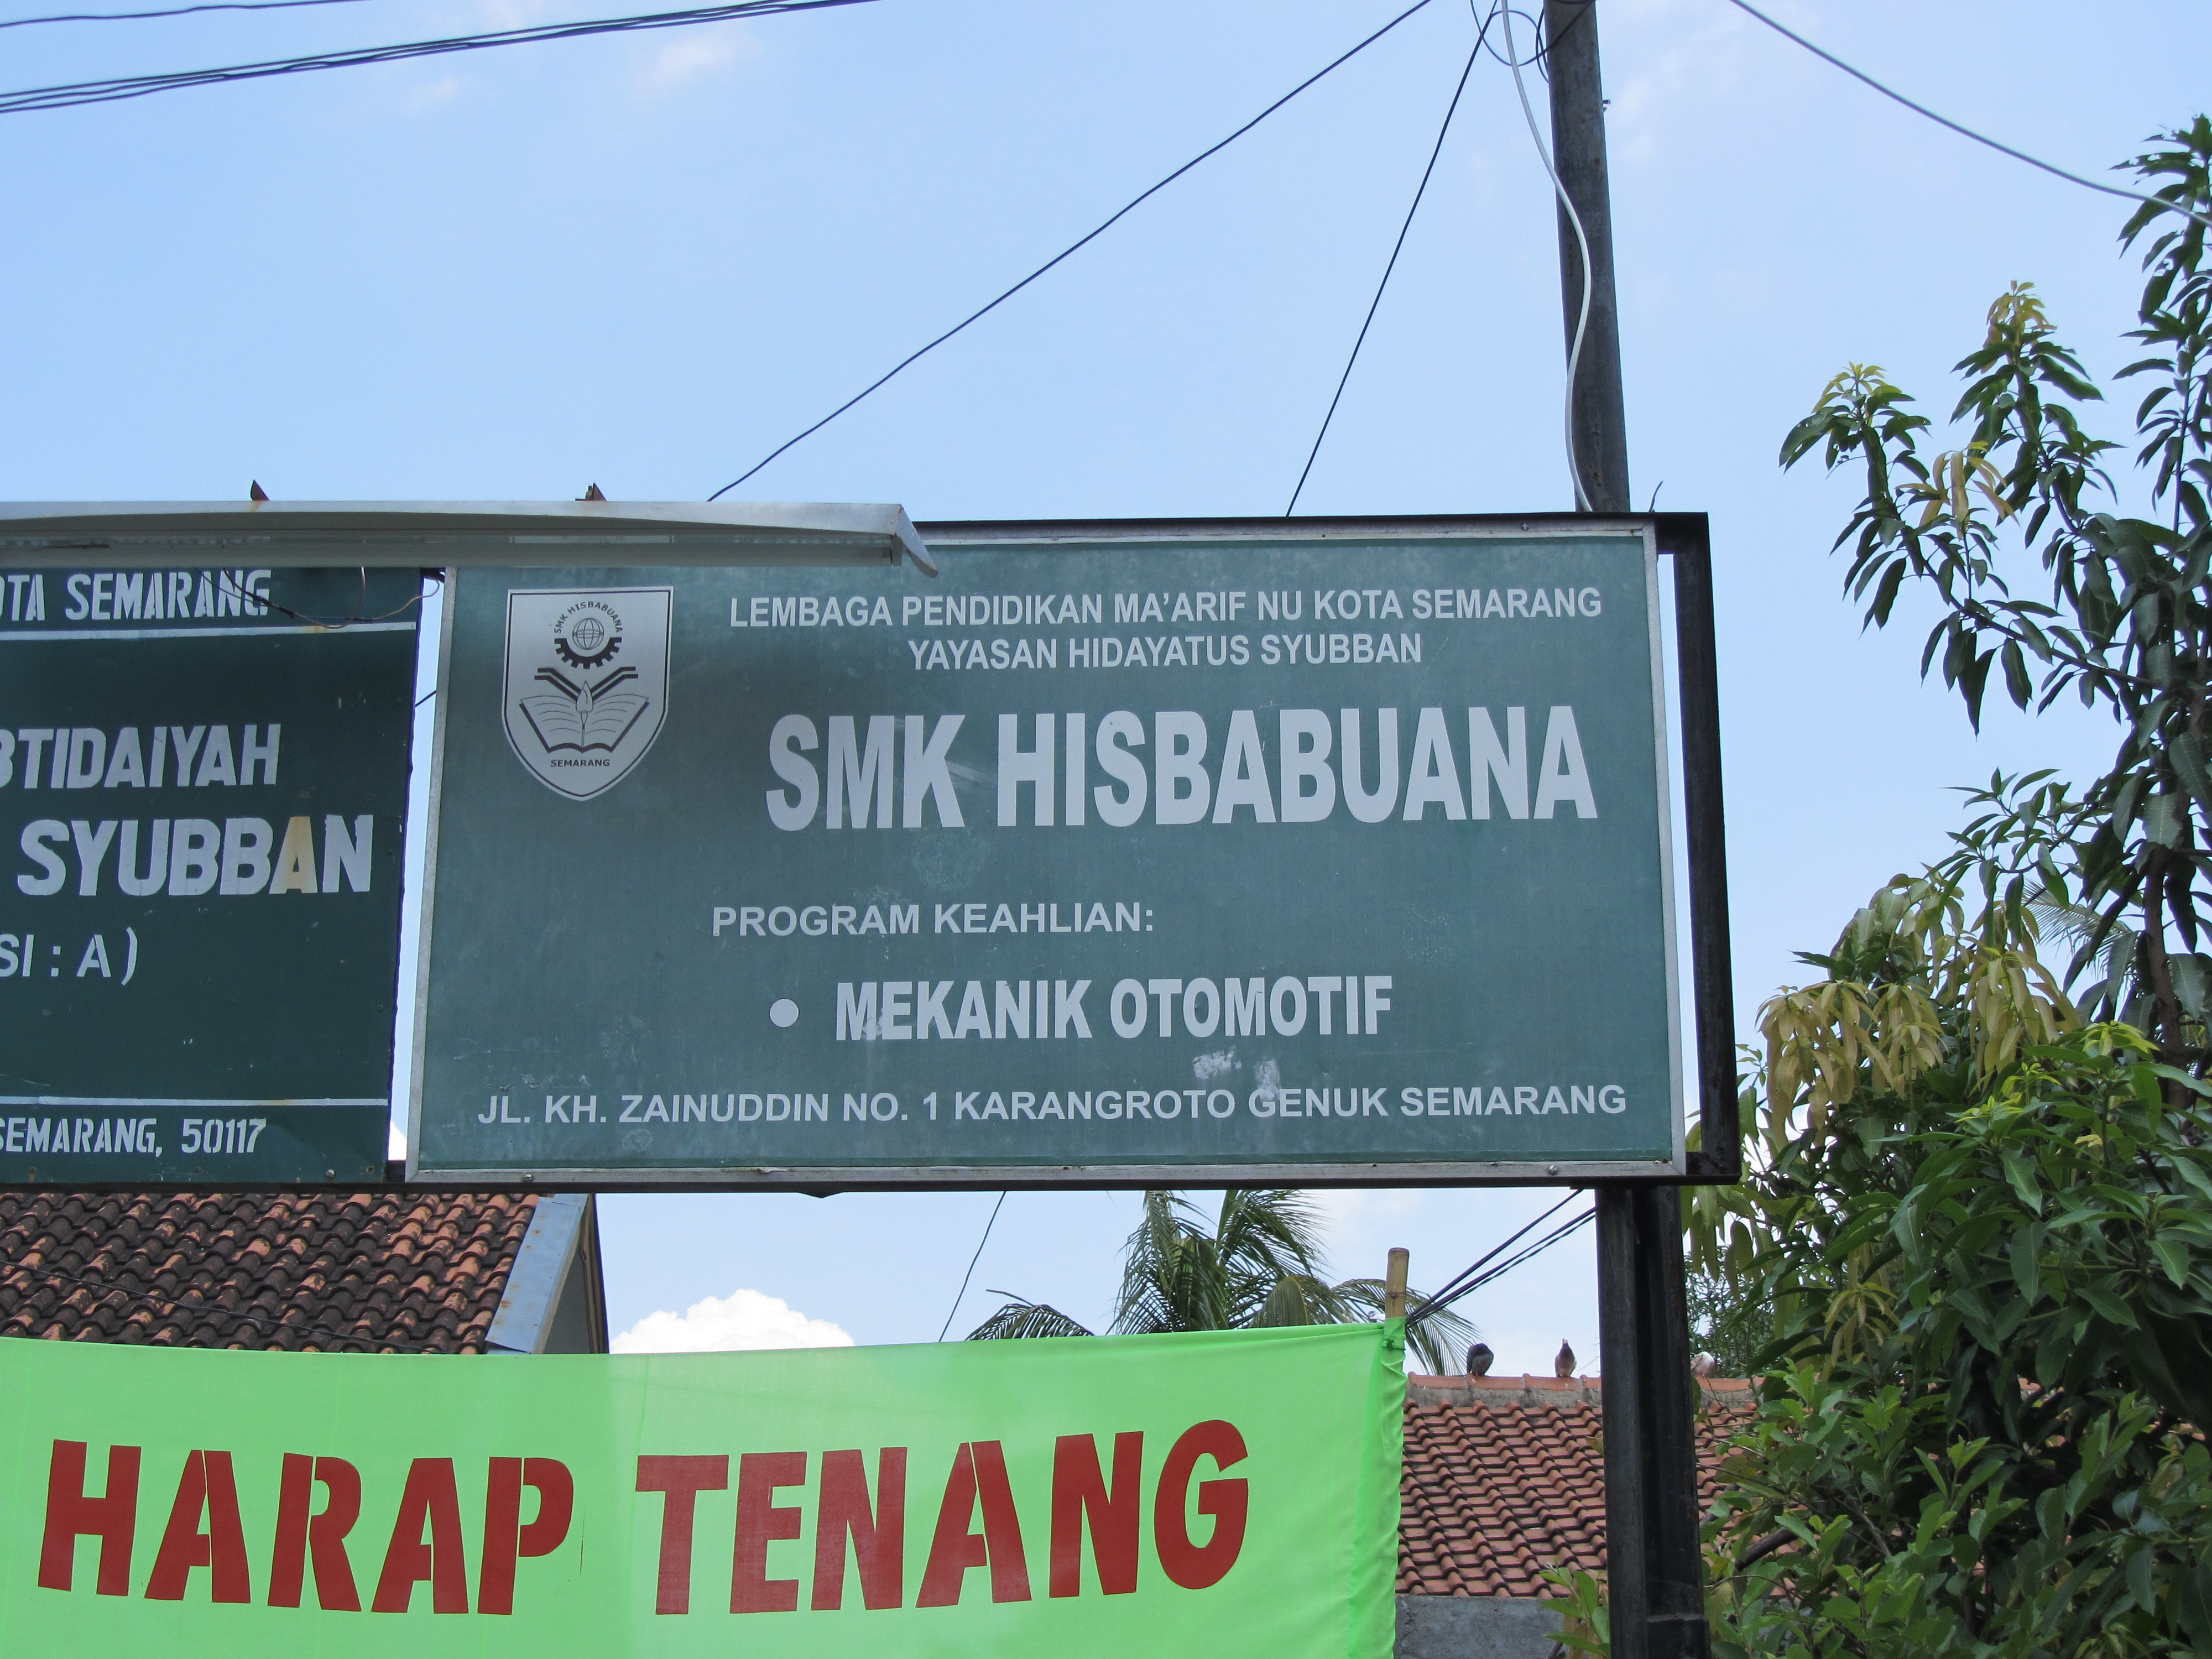 OTA SEMARANG
BTIDAIYAH
SYUBBAN
SI : A )
SEMARANG, 50117
SMK HISBABUANA
SEMARANG
LEMBAGA PENDIDIKAN MA'ARIF NU KOTA SEMARANG
YAYASAN HIDAYATUS SYUBBAN
SMK HISBABUANA
PROGRAM KEAHLIAN:
● MEKANIK OTOMOTIF
JL. KH. ZAINUDDIN NO. 1 KARANGROTO GENUK SEMARANG
HARAP TENANG